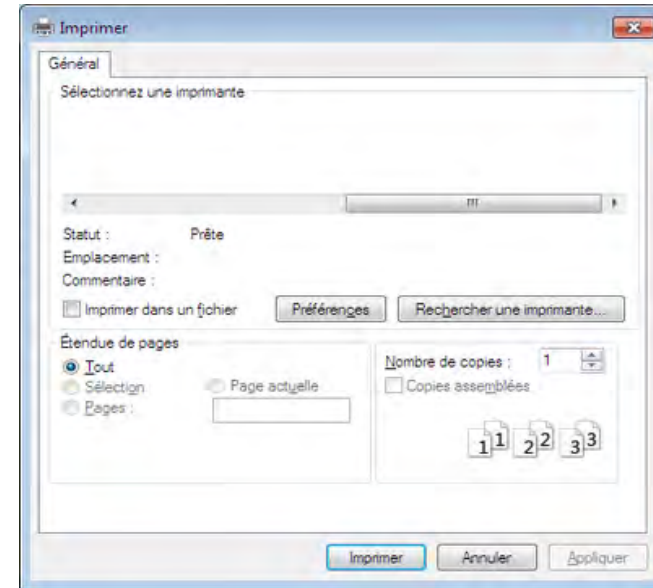 Imprimer
Général
Sélectionnez une imprimante
Statut : Prête
Emplacement :
Commentaire :
Imprimer dans un fichier Préférences Rechercher une imprimante...
Étendue de pages
Tout
Sélection Page actuelle
Pages :
Nombre de copies : 1
Copies assemblées
1 1 2 2 3 3
Imprimer Annuler Appliquer